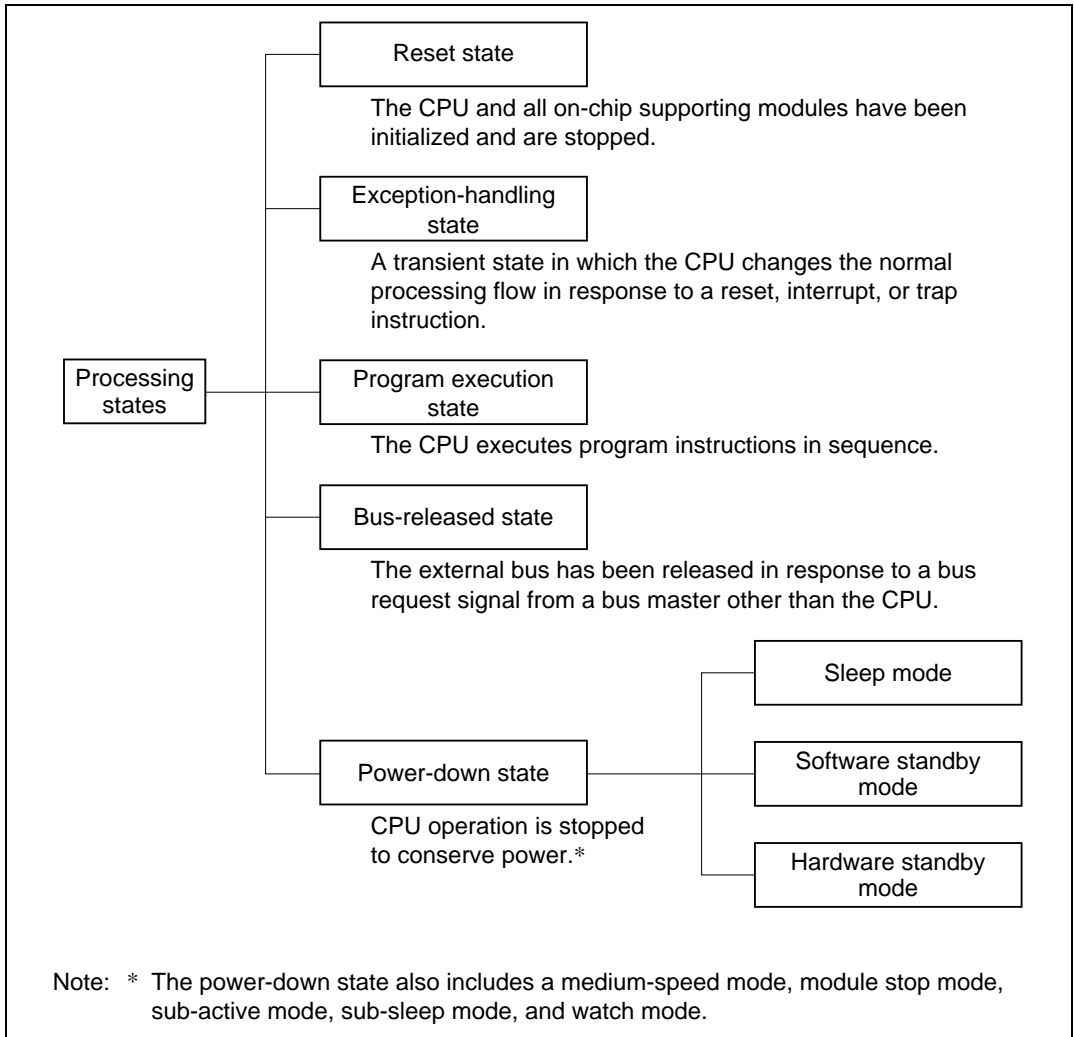 Reset state
The CPU and all on-chip supporting modules have been
initialized and are stopped.
Exception-handling
state
A transient state in which the CPU changes the normal
processing flow in response to a reset, interrupt, or trap
instruction.
Processing
states
Program execution
state
The CPU executes program instructions in sequence.
Bus-released state
The external bus has been released in response to a bus
request signal from a bus master other than the CPU.
Sleep mode
Power-down state
Software standby
mode
CPU operation is stopped
to conserve power.*
Hardware standby
mode
Note: * The power-down state also includes a medium-speed mode, module stop mode,
sub-active mode, sub-sleep mode, and watch mode.